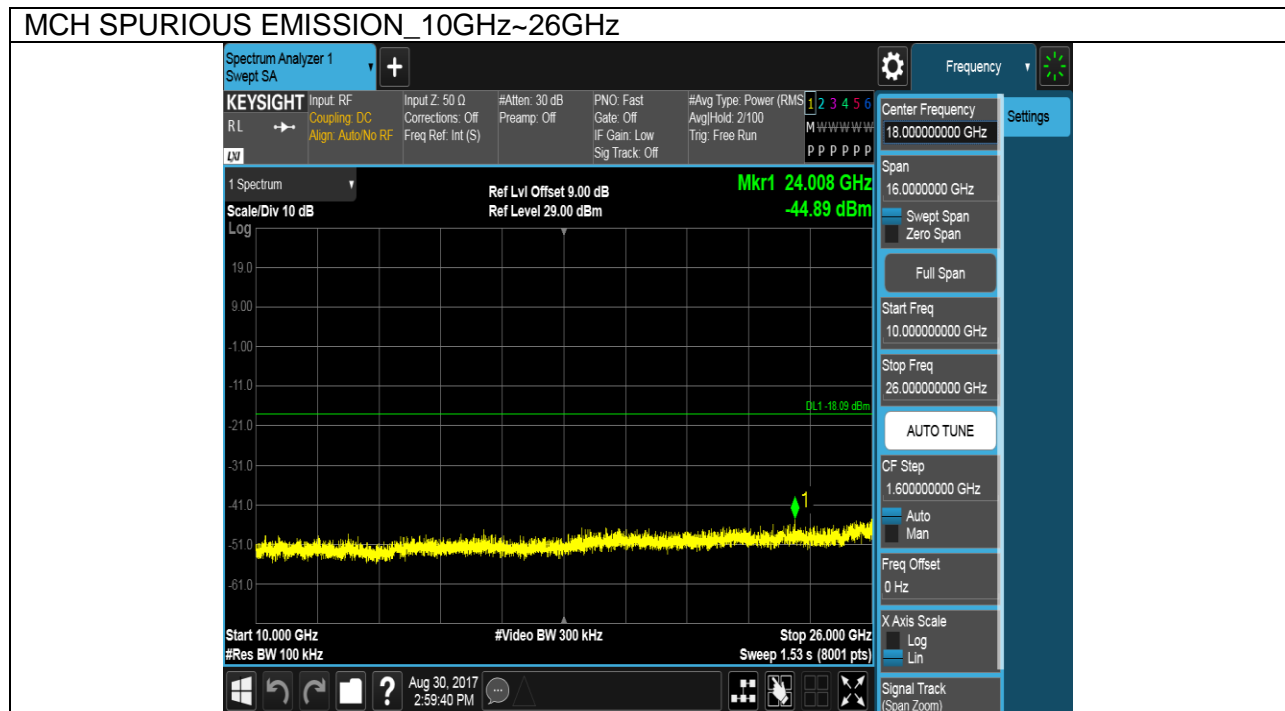 MCH SPURIOUS EMISSION_10GHz~26GHz
Spectrum Analyzer 1
Swept SA
+
Frequency
KEYSIGHT
RL
LXI
Input: RF
Coupling: DC
Align: Auto/No RF
Input Z: 50 Ω
Corrections: Off
Freq Ref: Int (S)
#Atten: 30 dB
Preamp: Off
PNO: Fast
Gate: Off
IF Gain: Low
Sig Track: Off
#Avg Type: Power (RMS
Avg|Hold: 2/100
Trig: Free Run
1 2 3 4 5 6
M W W W W W
P P P P P P
1 Spectrum
Scale/Div 10 dB
Log
Ref Lvl Offset 9.00 dB
Ref Level 29.00 dBm
Mkr1 24.008 GHz
-44.89 dBm
19.0
9.00
-1.00
-11.0
DL1 -18.09 dBm
-21.0
-31.0
-41.0
1
-51.0
-61.0
Start 10.000 GHz
#Video BW 300 kHz
Stop 26.000 GHz
#Res BW 100 kHz
Sweep 1.53 s (8001 pts)
?
Aug 30, 2017
2:59:40 PM
Center Frequency
18.000000000 GHz
Settings
Span
16.0000000 GHz
Swept Span
Zero Span
Full Span
Start Freq
10.000000000 GHz
Stop Freq
26.000000000 GHz
AUTO TUNE
CF Step
1.600000000 GHz
Auto
Man
Freq Offset
0 Hz
X Axis Scale
Log
Lin
Signal Track
(Span Zoom)